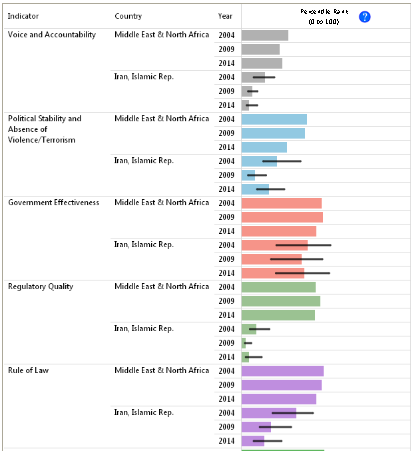 Indicator Country Year Percentile Rank
(0 to 100) ?
Voice and Accountability Middle East & North Africa 2004
2009
2014
Iran, Islamic Rep. 2004
2009
2014
Political Stability and Middle East & North Africa 2004
Absence of 2009
Violence/Terrorism 2014
Iran, Islamic Rep. 2004
2009
2014
Government Effectiveness Middle East & North Africa 2004
2009
2014
Iran, Islamic Rep. 2004
2009
2014
Regulatory Quality Middle East & North Africa 2004
2009
2014
Iran, Islamic Rep. 2004
2009
2014
Rule of Law Middle East & North Africa 2004
2009
2014
Iran, Islamic Rep. 2004
2009
2014